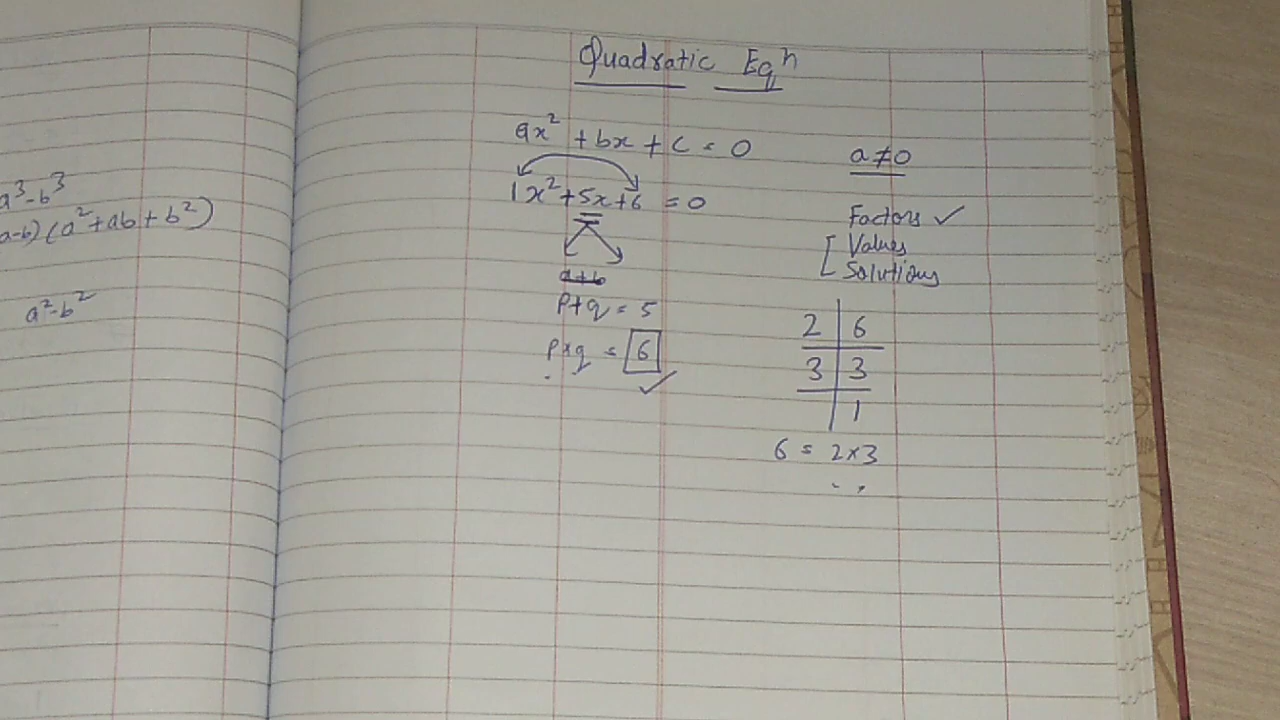 a³-b³
a-b)(a²+ab+b²)
a²-b²
Quadratic Eqⁿ
ax²+bx+c=0
a≠0
1x²+5x+6=0
Factors ✓
Values
Solutions
a+b
p+q=5
p×q=6
✓
2 | 6
3 | 3
| 1
6=2×3